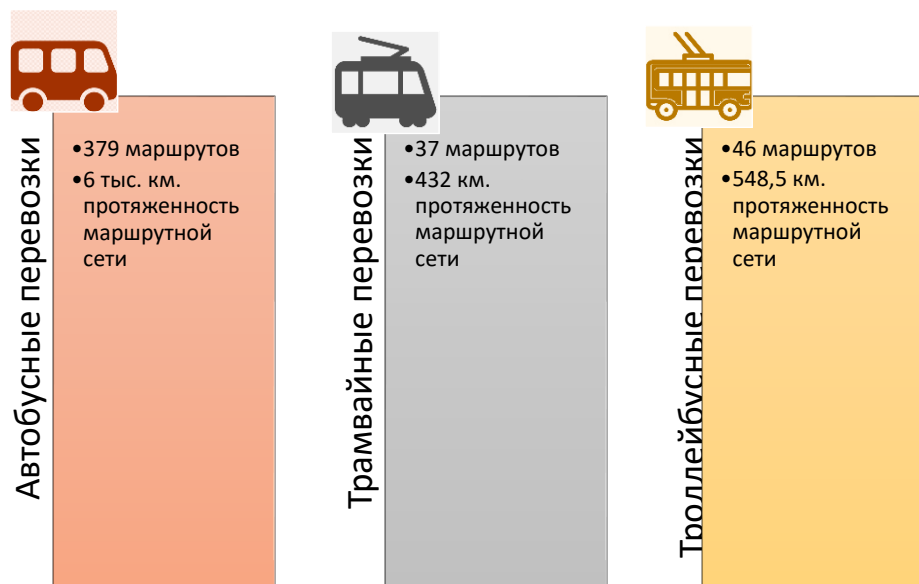 Автобусные перевозки
•379 маршрутов
•6 тыс. км.
протяженность
маршрутной
сети
Трамвайные перевозки
•37 маршрутов
•432 км.
протяженность
маршрутной
сети
Троллейбусные перевозки
•46 маршрутов
•548,5 км.
протяженность
маршрутной
сети